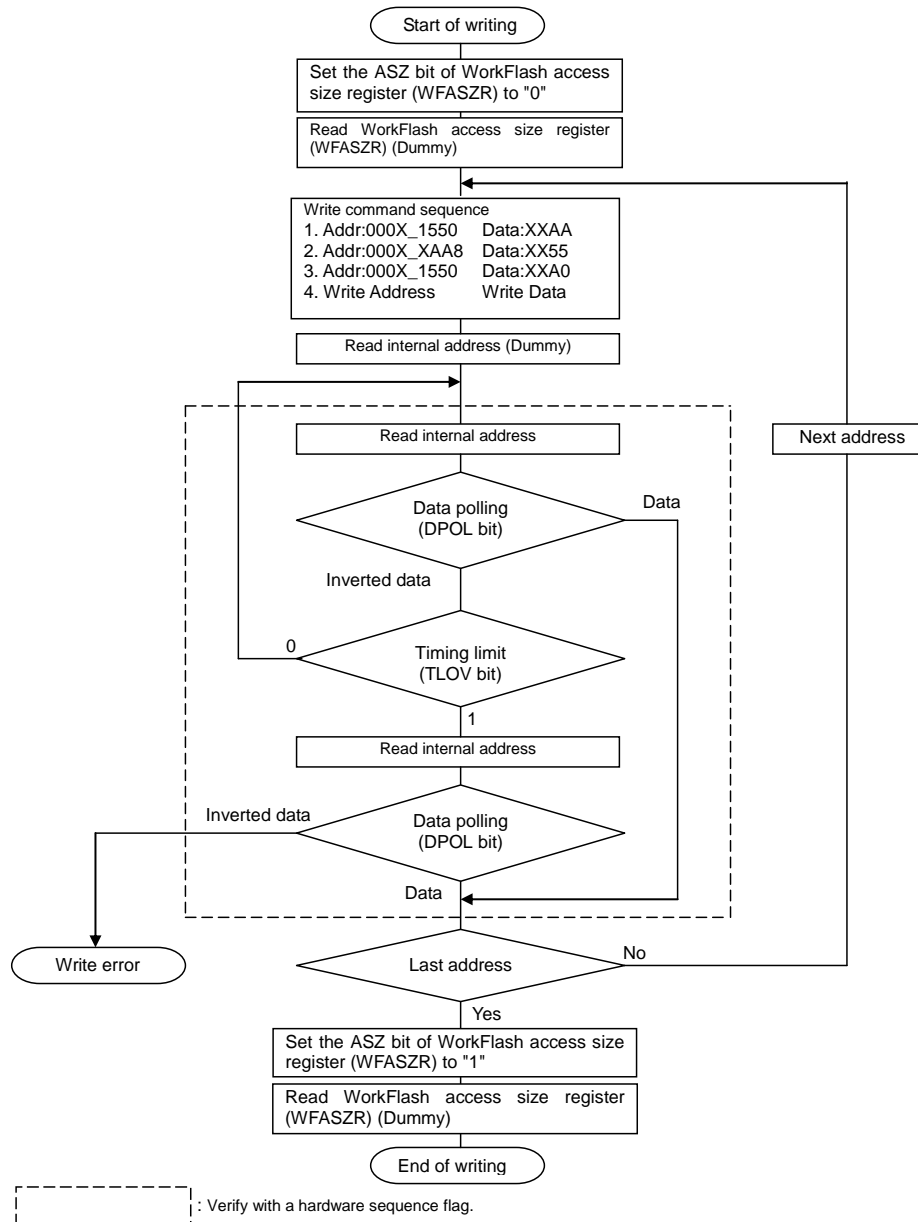 Start of writing
Set the ASZ bit of WorkFlash access
size register (WFASZR) to "0"
Read WorkFlash access size register
(WFASZR) (Dummy)
Write command sequence
1. Addr:000X_1550 Data:XXAA
2. Addr:000X_XAA8 Data:XX55
3. Addr:000X_1550 Data:XXA0
4. Write Address Write Data
Read internal address (Dummy)
Read internal address
Next address
Data polling
(DPOL bit)
Data
Inverted data
0
Timing limit
(TLOV bit)
1
Read internal address
Inverted data
Data polling
(DPOL bit)
Data
Write error
Last address
No
Yes
Set the ASZ bit of WorkFlash access size
register (WFASZR) to "1"
Read WorkFlash access size register
(WFASZR) (Dummy)
End of writing
: Verify with a hardware sequence flag.